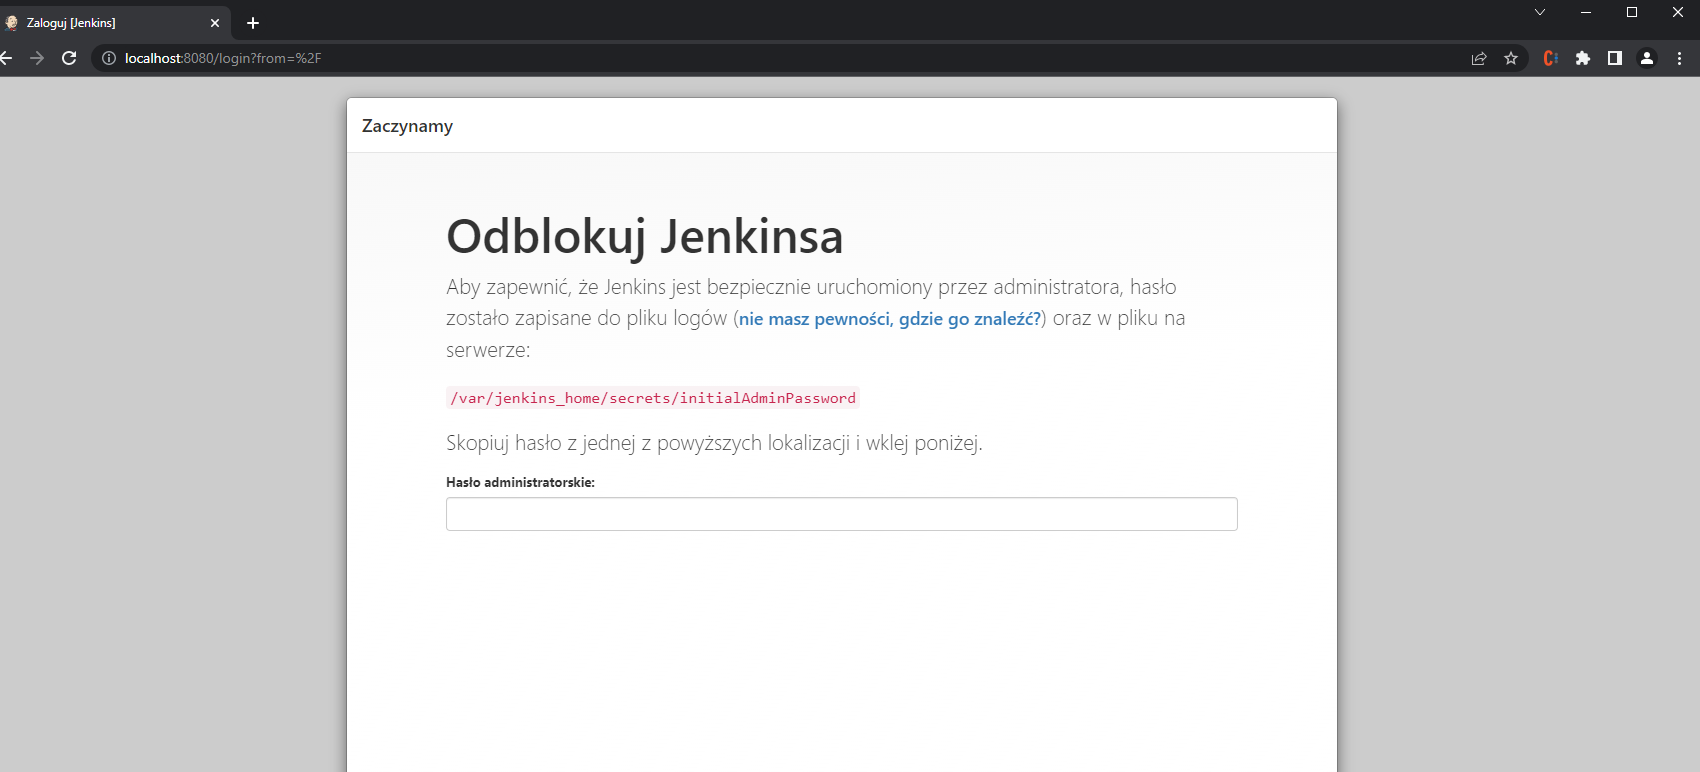 Zaloguj [Jenkins]
localhost:8080/login?from=%2F
Zaczynamy
Odblokuj Jenkinsa
Aby zapewnić, że Jenkins jest bezpiecznie uruchomiony przez administratora, hasło
zostało zapisane do pliku logów (nie masz pewności, gdzie go znaleźć?) oraz w pliku na
serwerze:
/var/jenkins_home/secrets/initialAdminPassword
Skopiuj hasło z jednej z powyższych lokalizacji i wklej poniżej.
Hasło administratorskie: